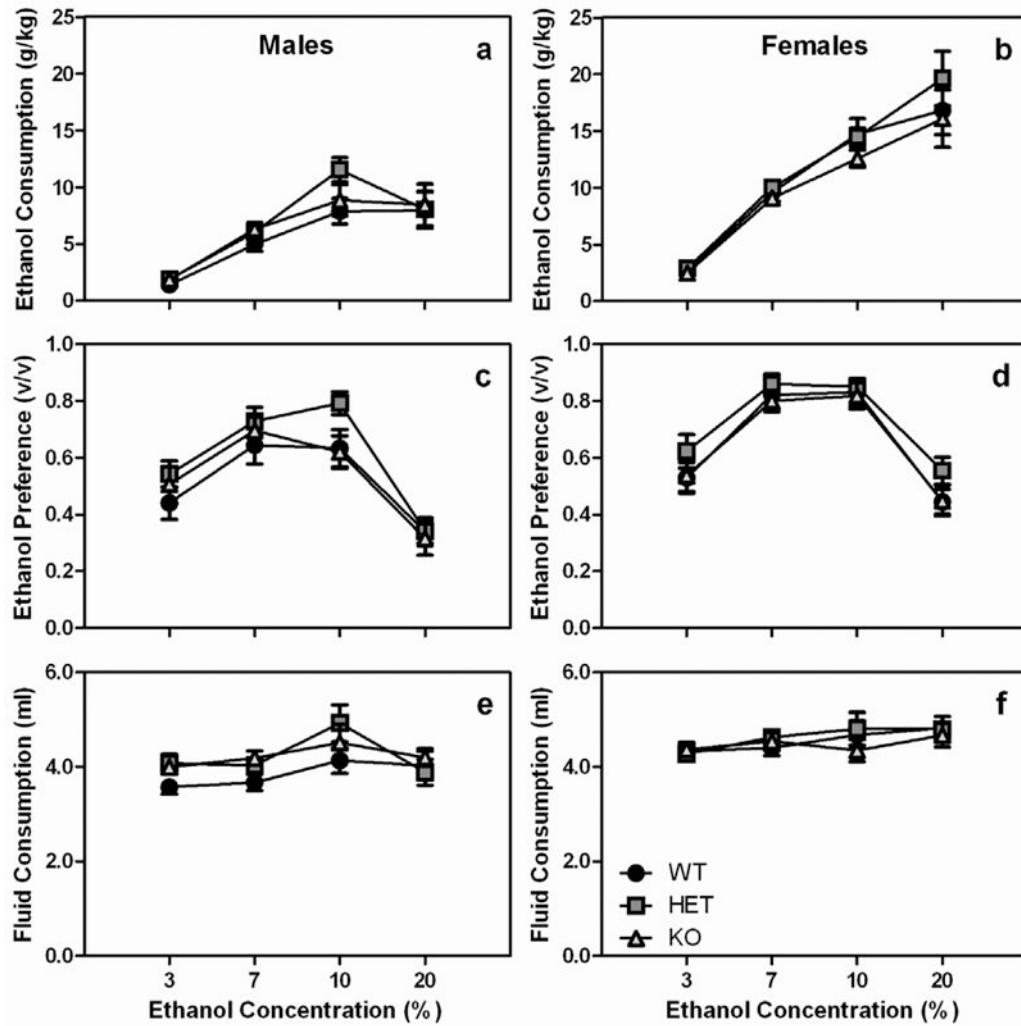 Males
a
Ethanol Consumption (g/kg)
25
20
15
10
5
0
Females
b
Ethanol Consumption (g/kg)
25
20
15
10
5
0
c
Ethanol Preference (v/v)
1.0
0.8
0.6
0.4
0.2
0.0
d
Ethanol Preference (v/v)
1.0
0.8
0.6
0.4
0.2
0.0
e
Fluid Consumption (ml)
6.0
4.0
2.0
0.0
3 7 10 20
Ethanol Concentration (%)
f
Fluid Consumption (ml)
6.0
4.0
2.0
0.0
WT
HET
KO
3 7 10 20
Ethanol Concentration (%)